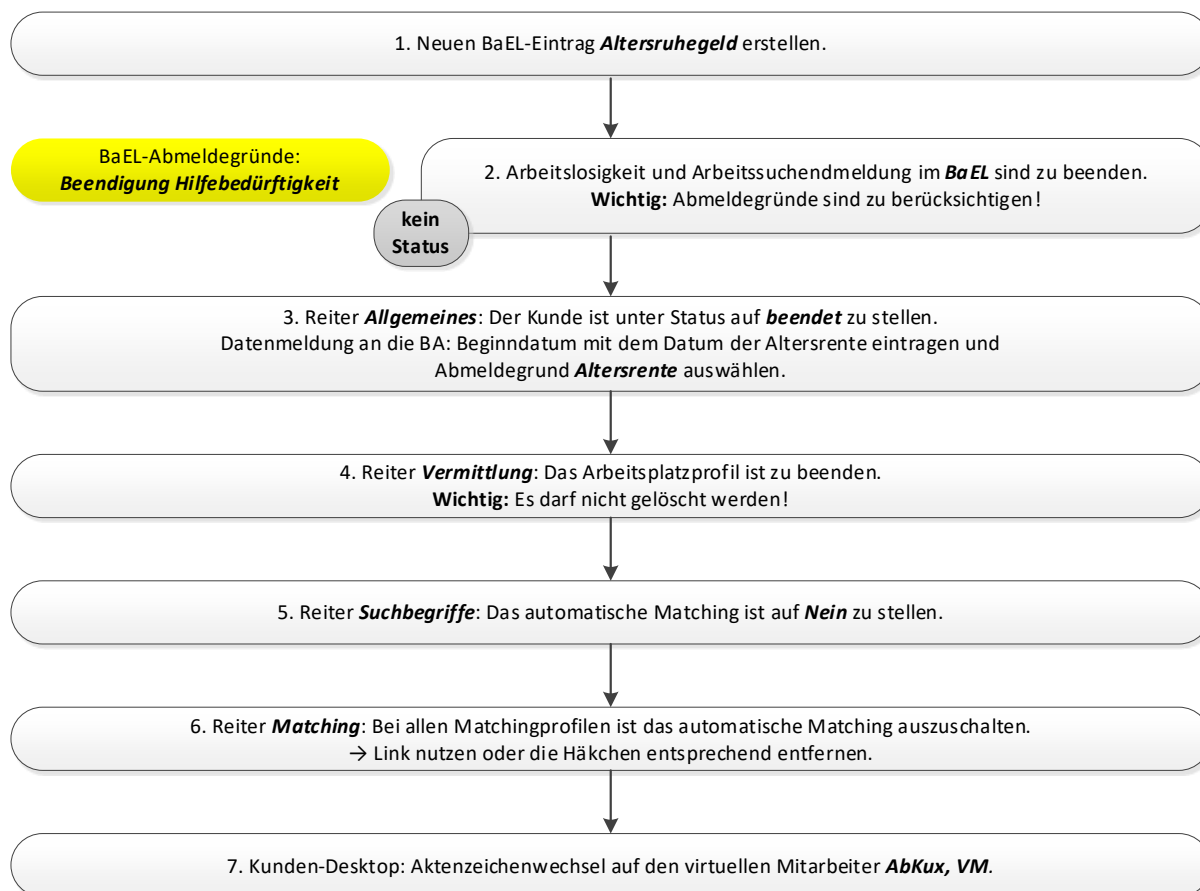 1. Neuen BaEL-Eintrag Altersruhegeld erstellen.
BaEL-Abmeldegründe:
Beendigung Hilfebedürftigkeit
2. Arbeitslosigkeit und Arbeitssuchendmeldung im BaEL sind zu beenden.
Wichtig: Abmeldegründe sind zu berücksichtigen!
kein
Status
3. Reiter Allgemeines: Der Kunde ist unter Status auf beendet zu stellen.
Datenmeldung an die BA: Beginndatum mit dem Datum der Altersrente eintragen und
Abmeldegrund Altersrente auswählen.
4. Reiter Vermittlung: Das Arbeitsplatzprofil ist zu beenden.
Wichtig: Es darf nicht gelöscht werden!
5. Reiter Suchbegriffe: Das automatische Matching ist auf Nein zu stellen.
6. Reiter Matching: Bei allen Matchingprofilen ist das automatische Matching auszuschalten.
→ Link nutzen oder die Häkchen entsprechend entfernen.
7. Kunden-Desktop: Aktenzeichenwechsel auf den virtuellen Mitarbeiter AbKux, VM.